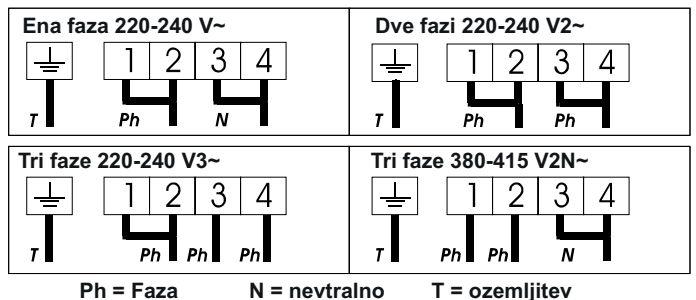 Ena faza 220-240 V~
1 2 3 4
T Ph N
Dve fazi 220-240 V2~
1 2 3 4
T Ph Ph
Tri faze 220-240 V3~
1 2 3 4
T Ph Ph Ph
Tri faze 380-415 V2N~
1 2 3 4
T Ph Ph N
Ph = Faza N = nevtralno T = ozemljitev